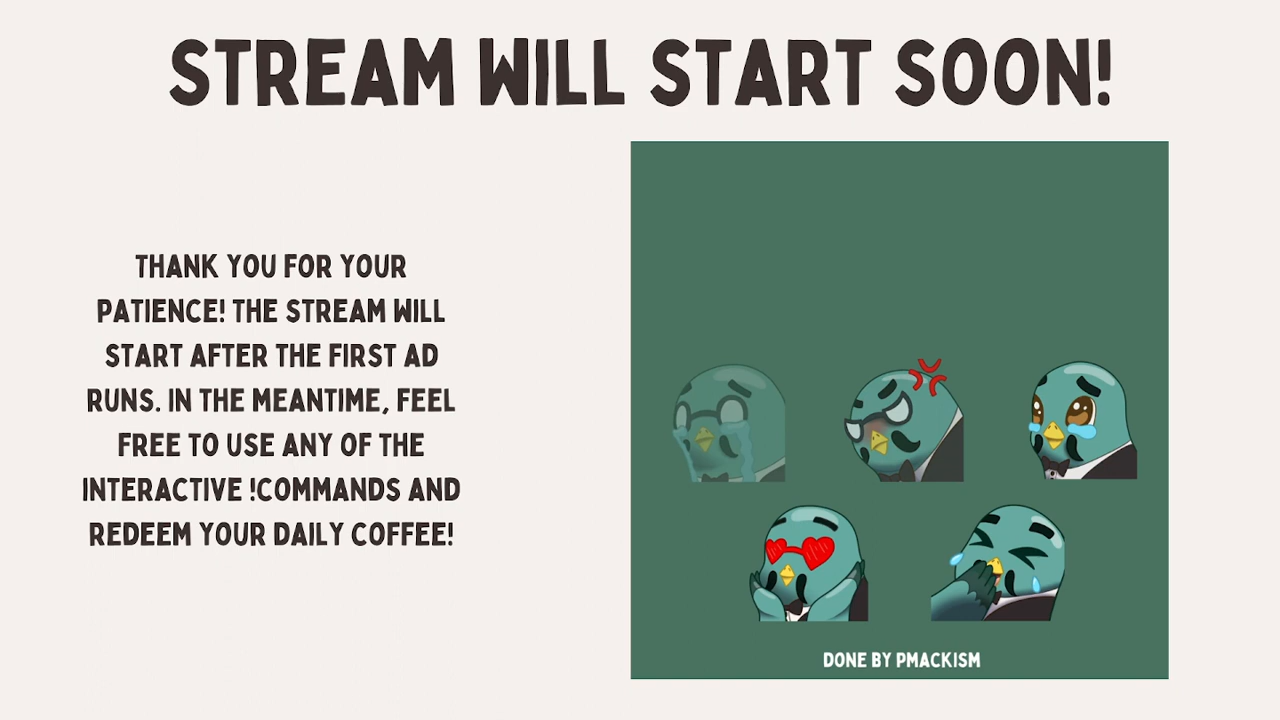 STREAM WILL START SOON!
THANK YOU FOR YOUR
PATIENCE! THE STREAM WILL
START AFTER THE FIRST AD
RUNS. IN THE MEANTIME, FEEL
FREE TO USE ANY OF THE
INTERACTIVE !COMMANDS AND
REDEEM YOUR DAILY COFFEE!
DONE BY PMACKISM